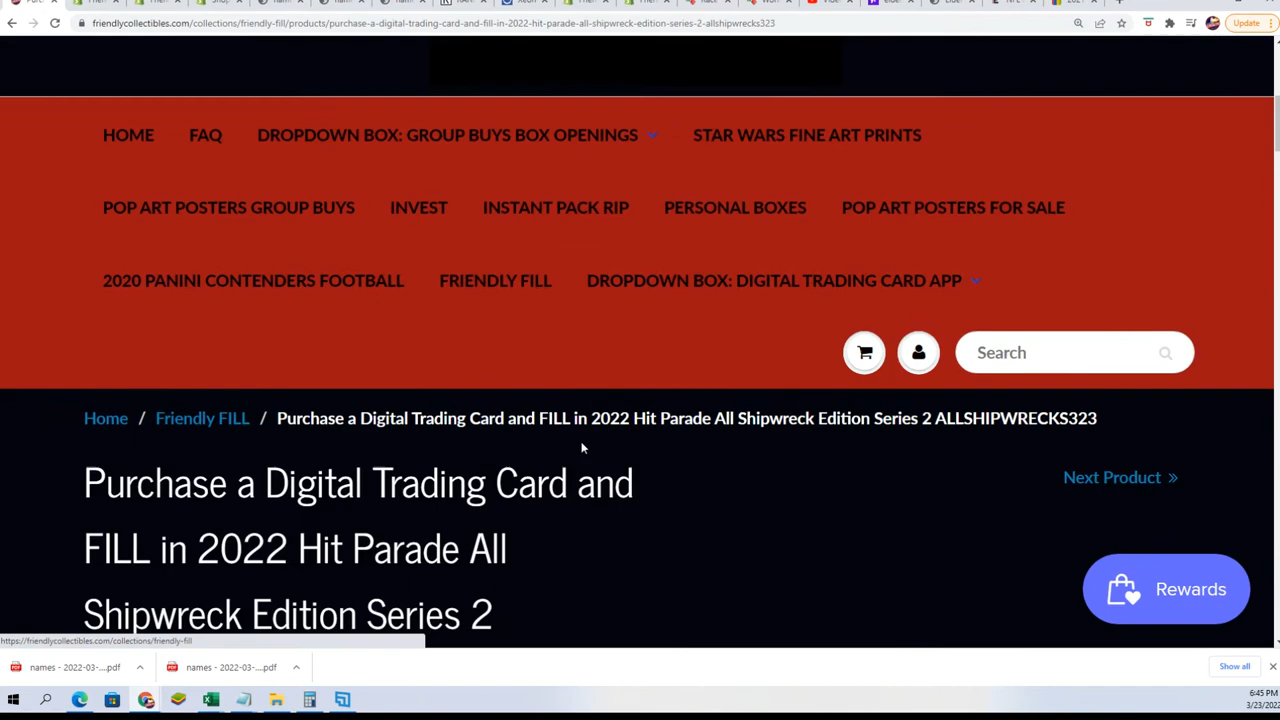 friendlycollectibles.com/collections/friendly-fill/products/purchase-a-digital-trading-card-and-fill-in-2022-hit-parade-all-shipwreck-edition-series-2-allshipwrecks323
Update
HOME FAQ DROPDOWN BOX: GROUP BUYS BOX OPENINGS STAR WARS FINE ART PRINTS
POP ART POSTERS GROUP BUYS INVEST INSTANT PACK RIP PERSONAL BOXES POP ART POSTERS FOR SALE
2020 PANINI CONTENDERS FOOTBALL FRIENDLY FILL DROPDOWN BOX: DIGITAL TRADING CARD APP
Search
Home / Friendly FILL / Purchase a Digital Trading Card and FILL in 2022 Hit Parade All Shipwreck Edition Series 2 ALLSHIPWRECKS323
Purchase a Digital Trading Card and
Next Product »
FILL in 2022 Hit Parade All
Rewards
Shipwreck Edition Series 2
https://friendlycollectibles.com/collections/friendly-fill
names - 2022-03-....pdf names - 2022-03-....pdf Show all
6:45 PM